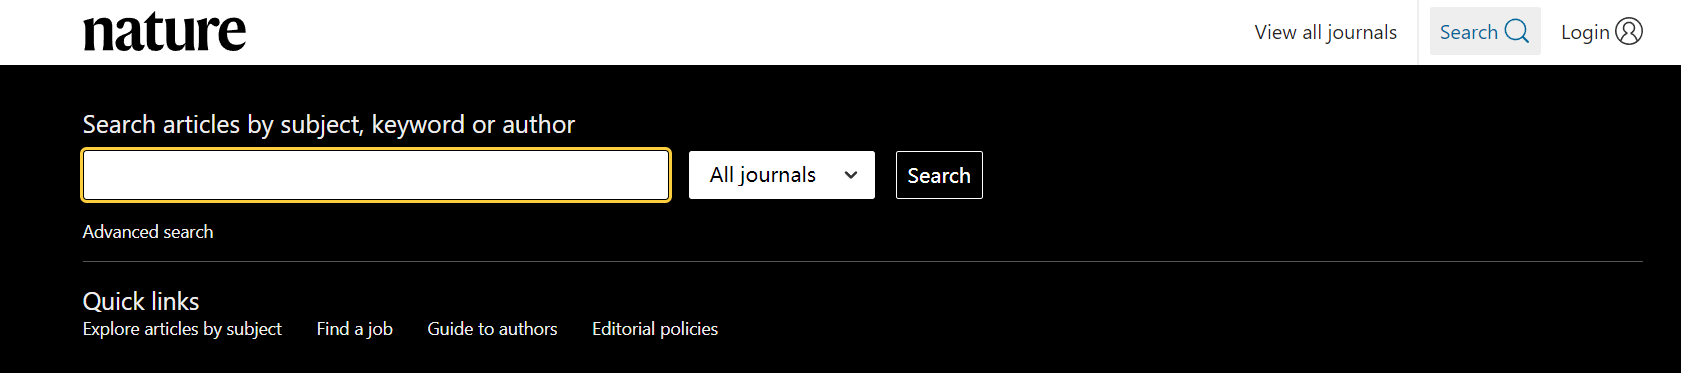 nature
View all journals
Search
Login
Search articles by subject, keyword or author
All journals
Search
Advanced search
Quick links
Explore articles by subject
Find a job
Guide to authors
Editorial policies